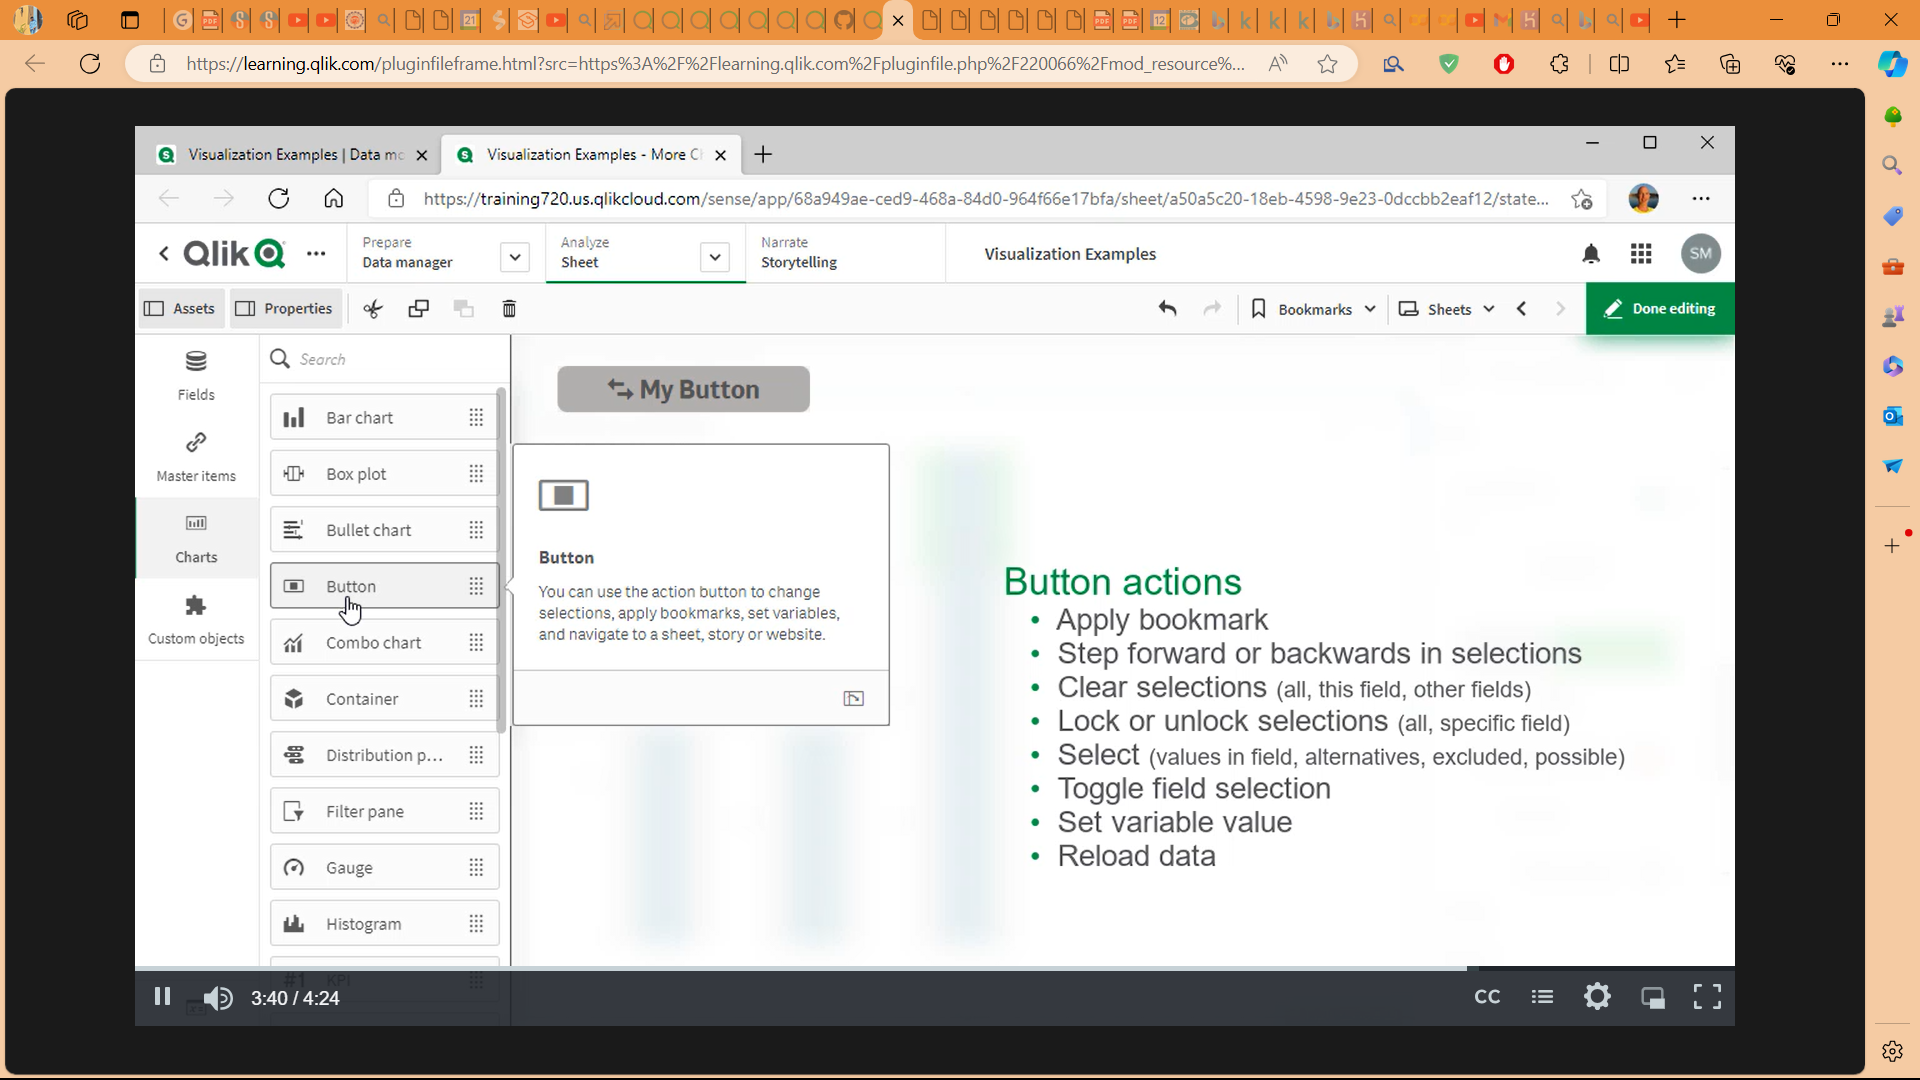 https://learning.qlik.com/pluginfileframe.html?src=https%3A%2F%2Flearning.qlik.com%2Fpluginfile.php%2F220066%2Fmod_resource%...
Visualization Examples | Data mo
Visualization Examples - More C
https://training720.us.qlikcloud.com/sense/app/68a949ae-ced9-468a-84d0-964f66e17bfa/sheet/a50a5c20-18eb-4598-9e23-0dccbb2eaf12/state...
Qlik
Prepare
Data manager
Analyze
Sheet
Narrate
Storytelling
Visualization Examples
SM
Assets
Properties
Bookmarks
Sheets
Done editing
Fields
Master items
Charts
Custom objects
Search
Bar chart
Box plot
Bullet chart
Button
Combo chart
Container
Distribution p...
Filter pane
Gauge
Histogram
#1 KPI
My Button
Button
You can use the action button to change
selections, apply bookmarks, set variables,
and navigate to a sheet, story or website.
Button actions
• Apply bookmark
• Step forward or backwards in selections
• Clear selections (all, this field, other fields)
• Lock or unlock selections (all, specific field)
• Select (values in field, alternatives, excluded, possible)
• Toggle field selection
• Set variable value
• Reload data
3:40 / 4:24
CC